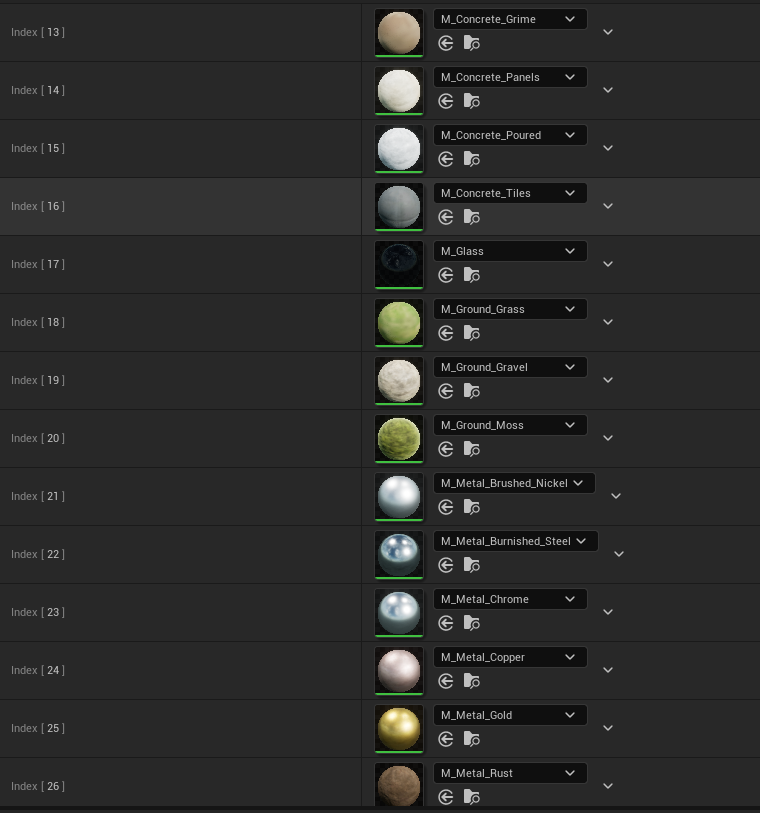 Index [ 13 ] M_Concrete_Grime
Index [ 14 ] M_Concrete_Panels
Index [ 15 ] M_Concrete_Poured
Index [ 16 ] M_Concrete_Tiles
Index [ 17 ] M_Glass
Index [ 18 ] M_Ground_Grass
Index [ 19 ] M_Ground_Gravel
Index [ 20 ] M_Ground_Moss
Index [ 21 ] M_Metal_Brushed_Nickel
Index [ 22 ] M_Metal_Burnished_Steel
Index [ 23 ] M_Metal_Chrome
Index [ 24 ] M_Metal_Copper
Index [ 25 ] M_Metal_Gold
Index [ 26 ] M_Metal_Rust